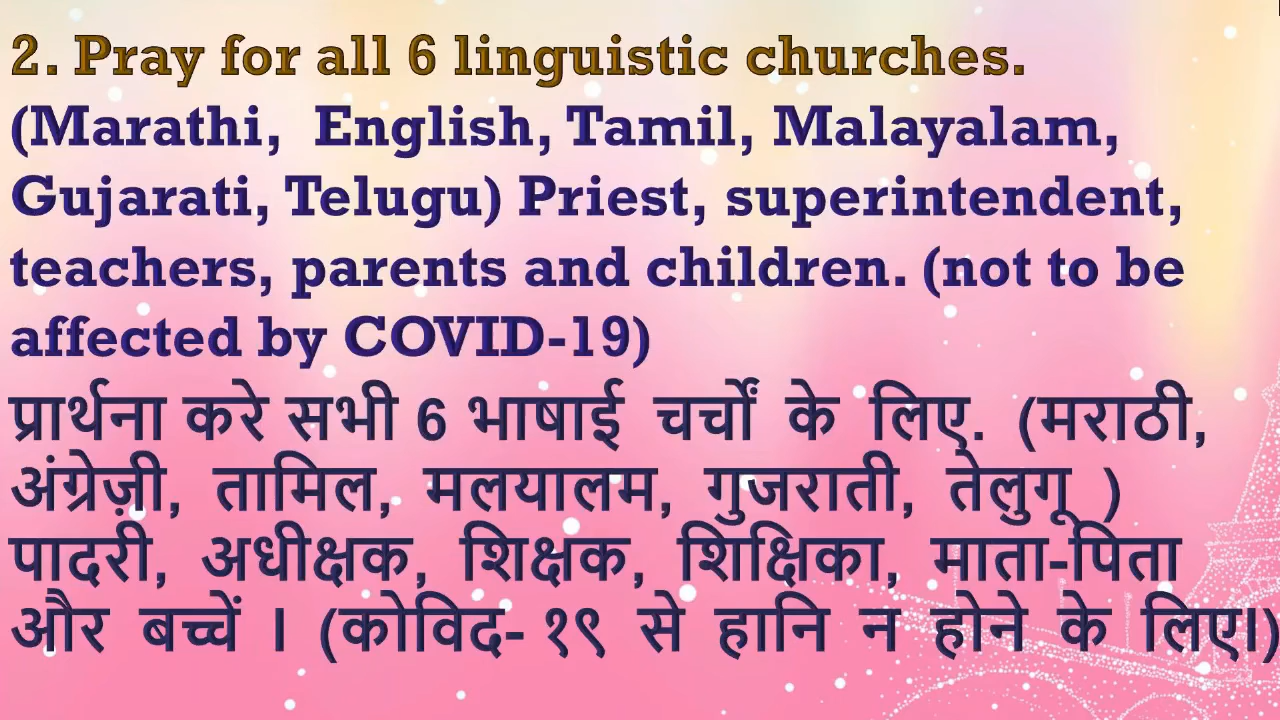 2. Pray for all 6 linguistic churches.
(Marathi, English, Tamil, Malayalam,
Gujarati, Telugu) Priest, superintendent,
teachers, parents and children. (not to be
affected by COVID-19)
प्रार्थना करे सभी 6 भाषाई चर्चों के लिए. (मराठी,
अंग्रेज़ी, तामिल, मलयालम, गुजराती, तेलुगू )
पादरी, अधीक्षक, शिक्षक, शिक्षिका, माता-पिता
और बच्चें । (कोविद- १९ से हानि न होने के लिए।)